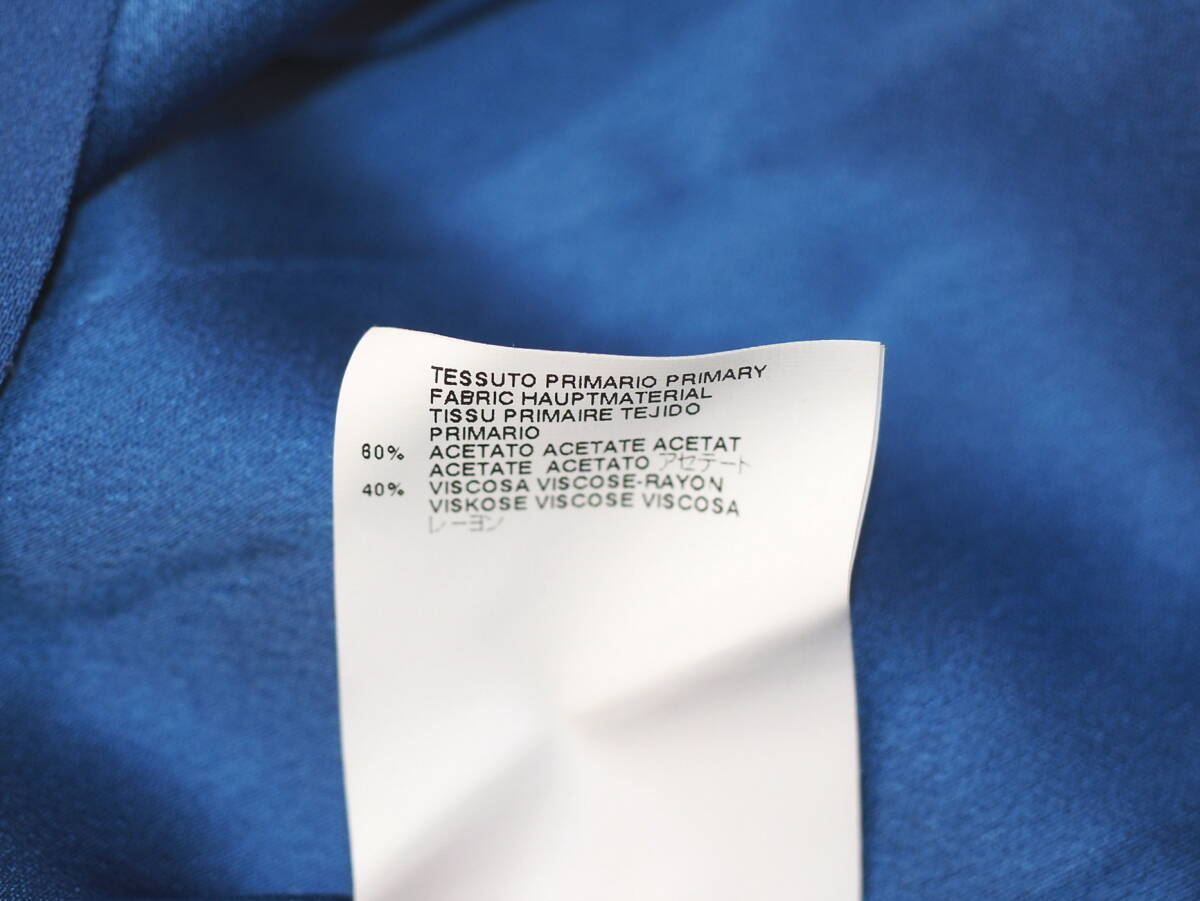 TESSUTO PRIMARIO PRIMARY
FABRIC HAUPTMATERIAL
TISSU PRIMAIRE TEJIDO
PRIMARIO
60% ACETATO ACETATE ACETAT
ACETATE ACETATO アセテート
40% VISCOSA VISCOSE-RAYON
VISKOSE VISCOSE VISCOSA
レーヨン